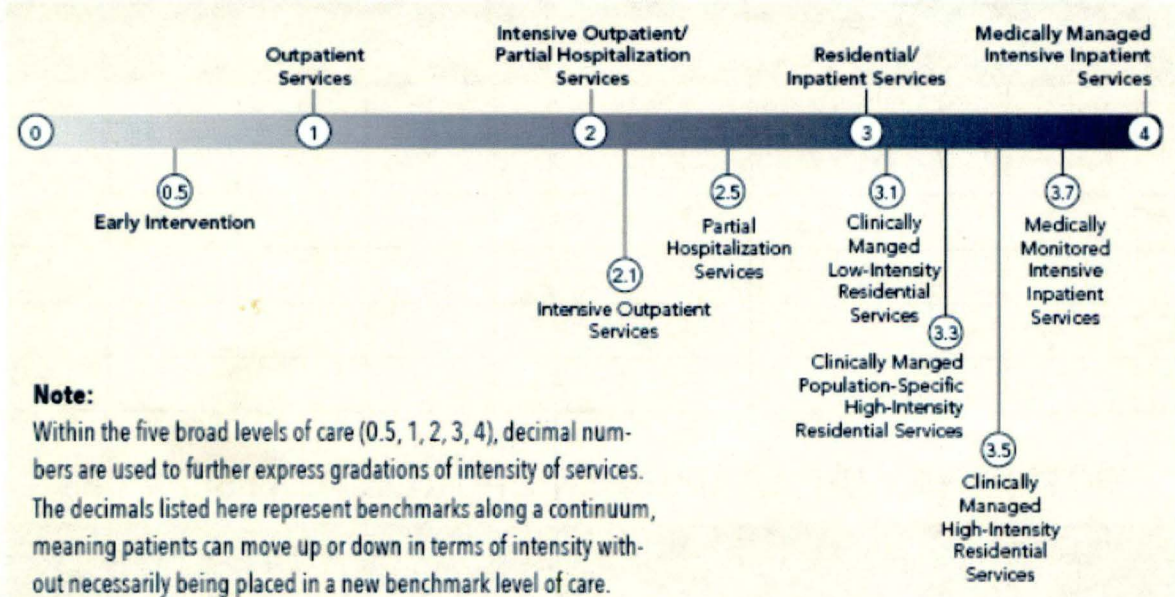 Outpatient
Services
Intensive Outpatient/
Partial Hospitalization
Services
Residential/
Inpatient Services
Medically Managed
Intensive Inpatient
Services
0
1
2
3
4
0.5
Early Intervention
2.1
Intensive Outpatient
Services
2.5
Partial
Hospitalization
Services
3.1
Clinically
Manged
Low-Intensity
Residential
Services
3.3
Clinically Manged
Population-Specific
High-Intensity
Residential Services
3.5
Clinically
Managed
High-Intensity
Residential
Services
3.7
Medically
Monitored
Intensive
Inpatient
Services
Note:
Within the five broad levels of care (0.5, 1, 2, 3, 4), decimal num-
bers are used to further express gradations of intensity of services.
The decimals listed here represent benchmarks along a continuum,
meaning patients can move up or down in terms of intensity with-
out necessarily being placed in a new benchmark level of care.